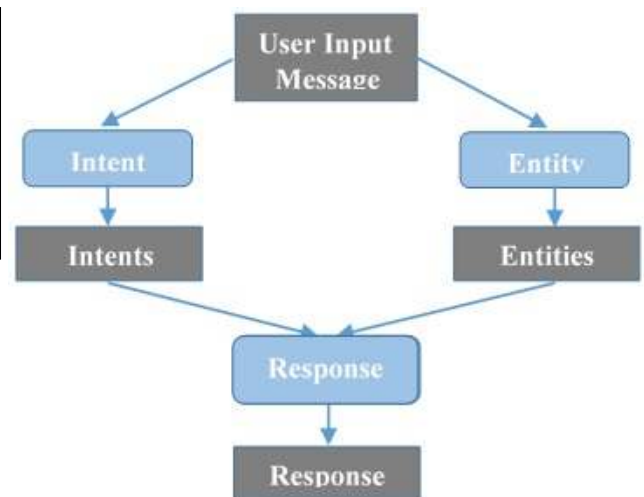 User Input
Message
Intent
Entity
Intents
Entities
Response
Response